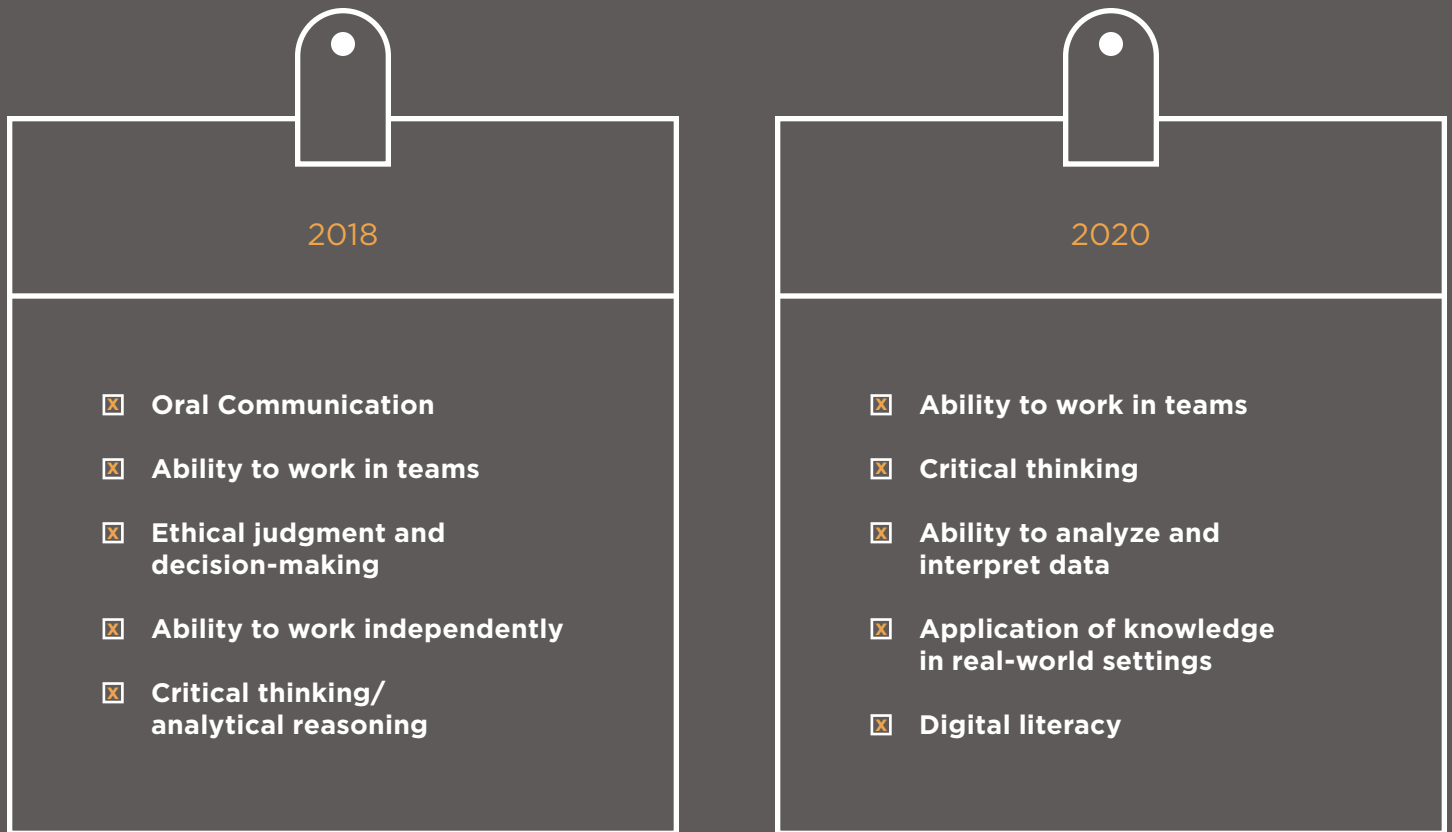 2018
Oral Communication
Ability to work in teams
Ethical judgment and
decision-making
Ability to work independently
Critical thinking/
analytical reasoning
2020
Ability to work in teams
Critical thinking
Ability to analyze and
interpret data
Application of knowledge
in real-world settings
Digital literacy